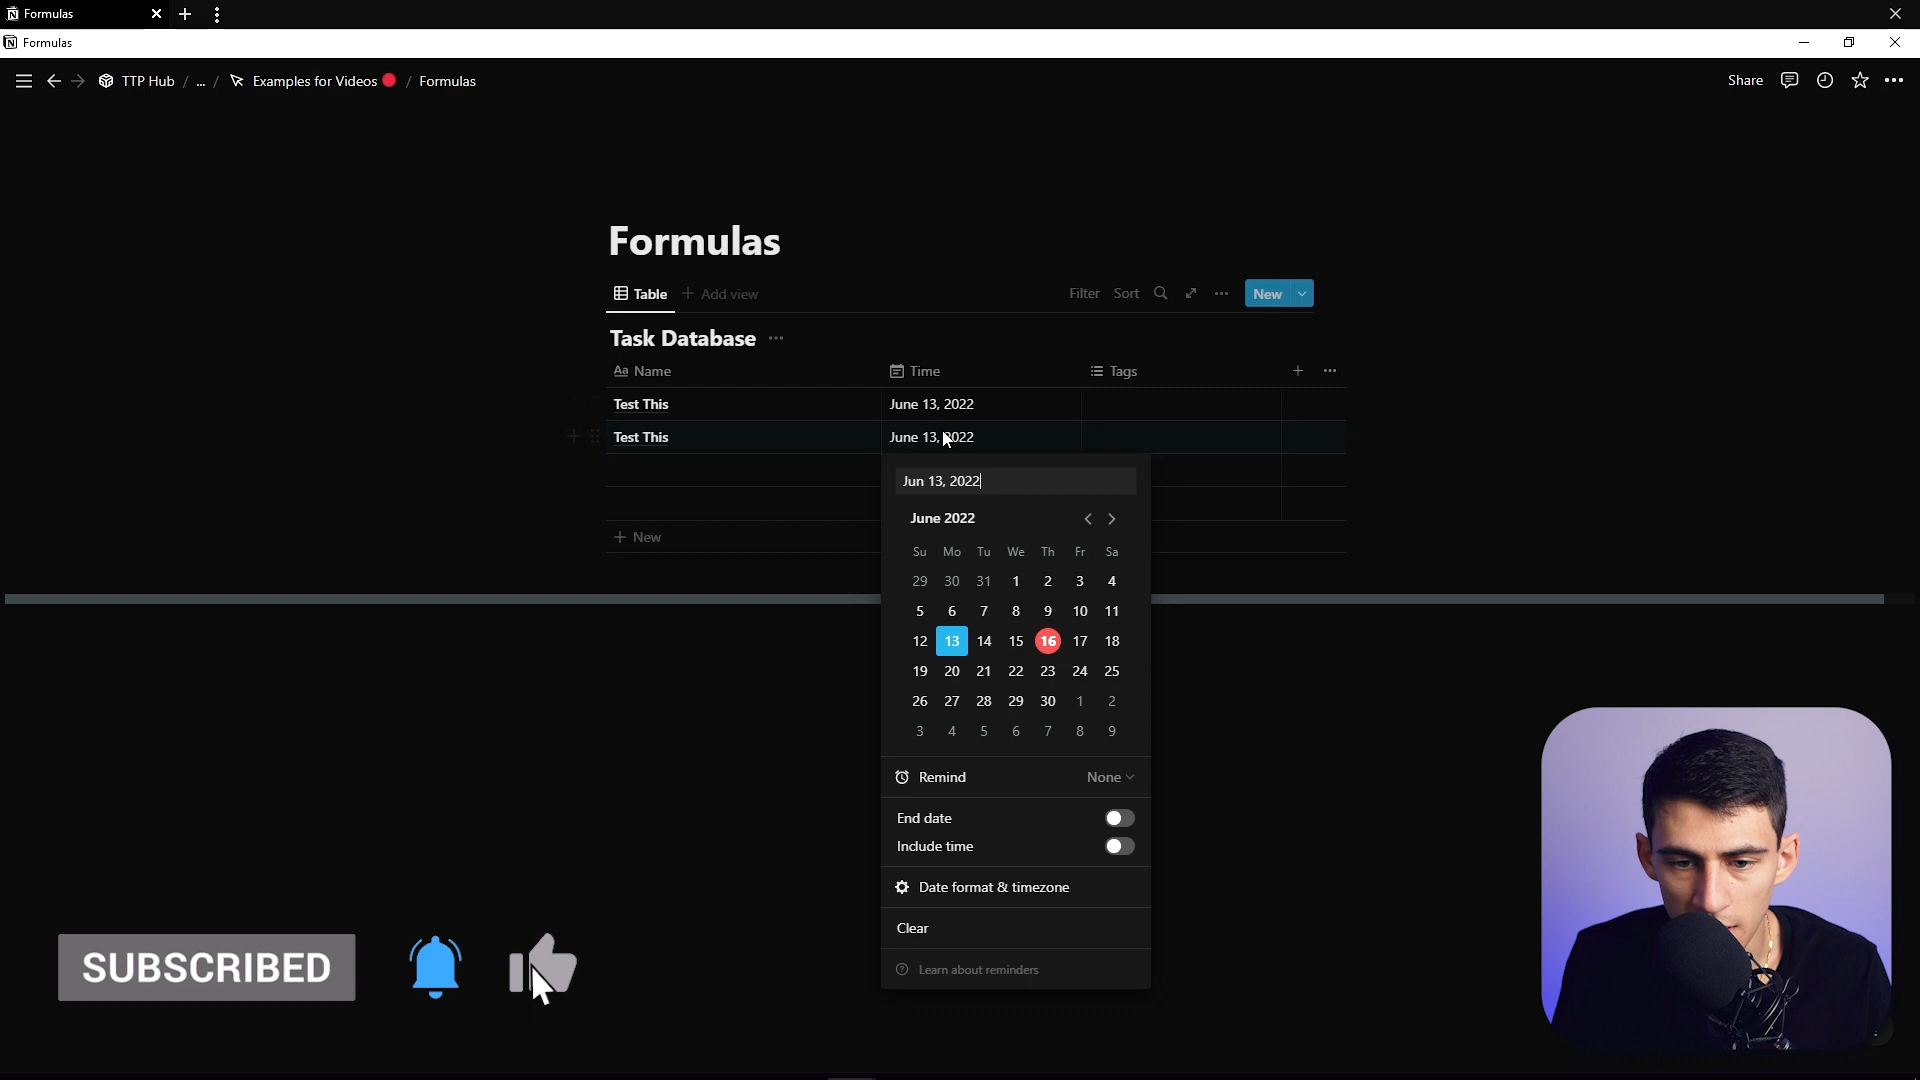 Formulas
Formulas
TTP Hub / ... / Examples for Videos / Formulas
Share
Formulas
Table
Add view
Filter
Sort
New
Task Database
Aa Name
Time
Tags
Test This
June 13, 2022
Test This
June 13, 2022
Jun 13, 2022
June 2022
New
Su Mo Tu We Th Fr Sa
29 30 31 1 2 3 4
5 6 7 8 9 10 11
12 13 14 15 16 17 18
19 20 21 22 23 24 25
26 27 28 29 30 1 2
3 4 5 6 7 8 9
Remind
None
End date
Include time
Date format & timezone
Clear
Learn about reminders
SUBSCRIBED